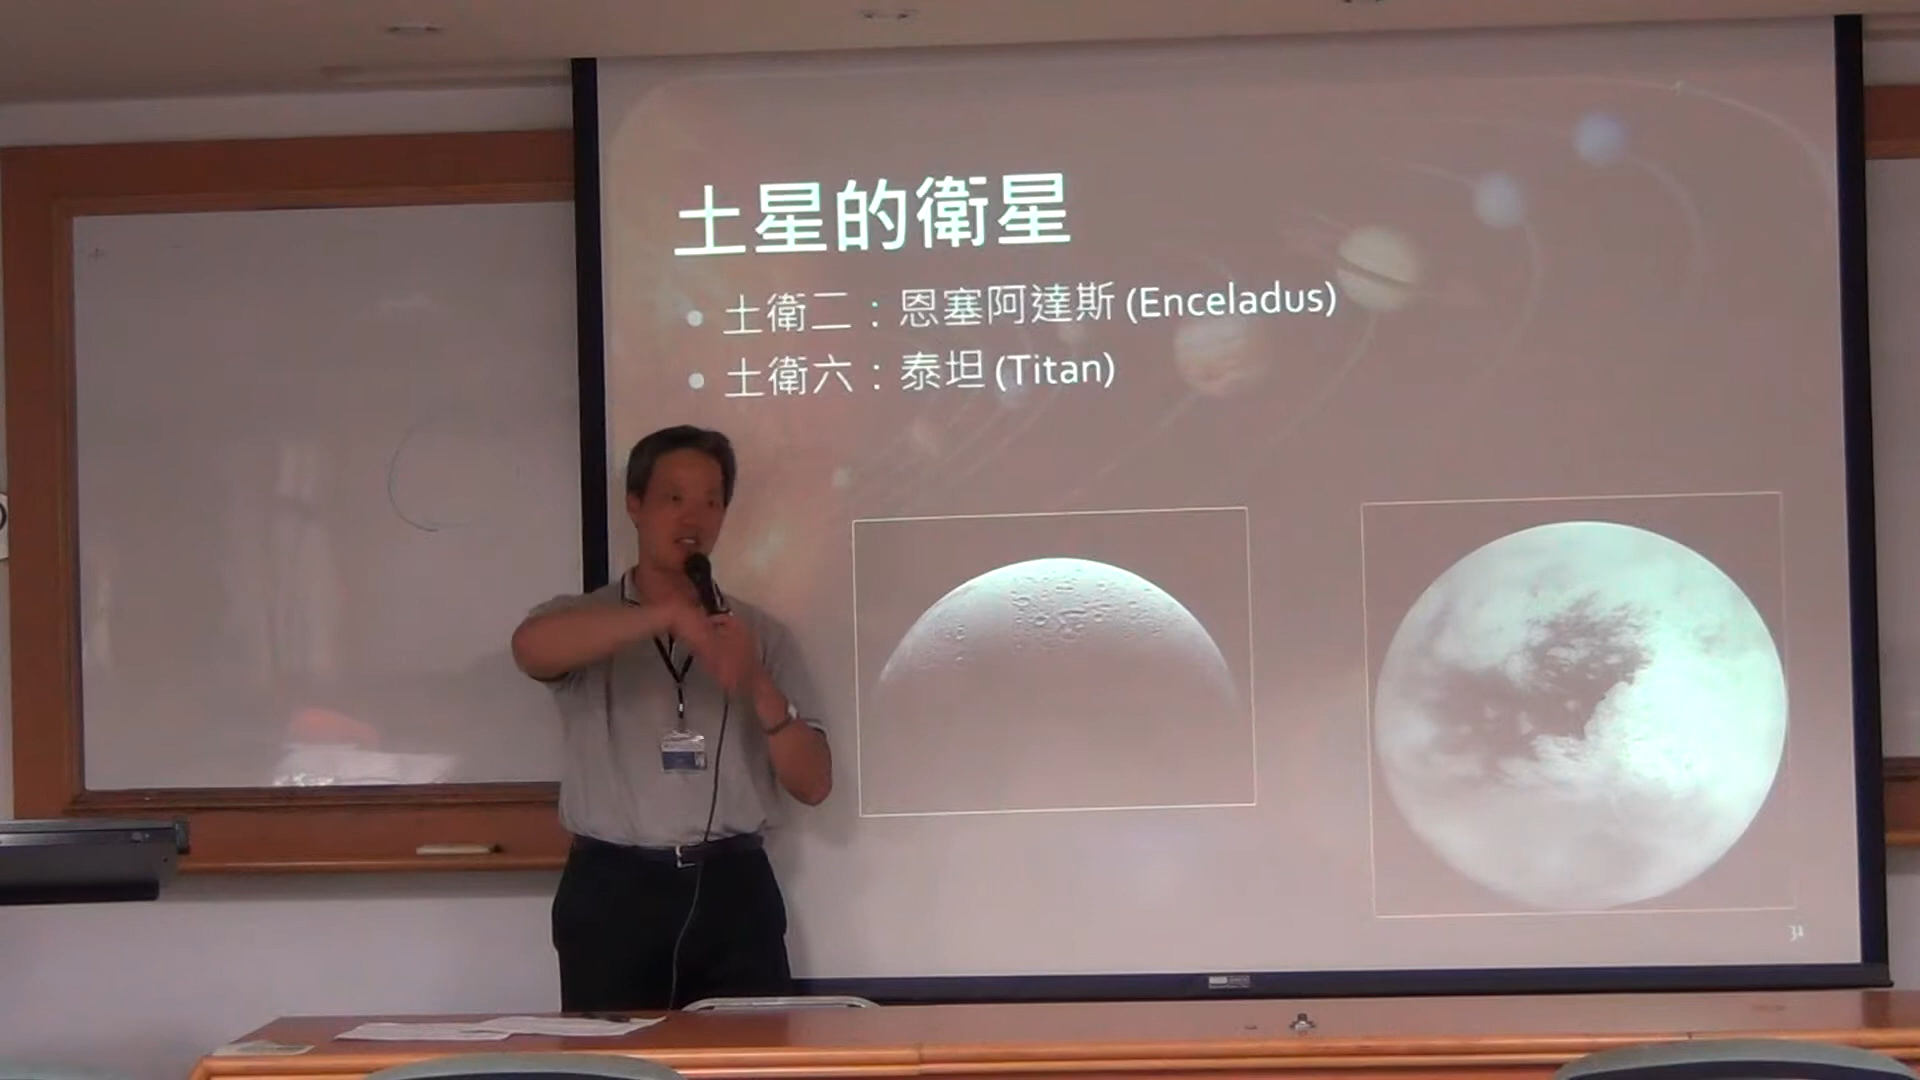 土星的衛星
• 土衛二：恩塞阿達斯 (Enceladus)
• 土衛六：泰坦 (Titan)
31